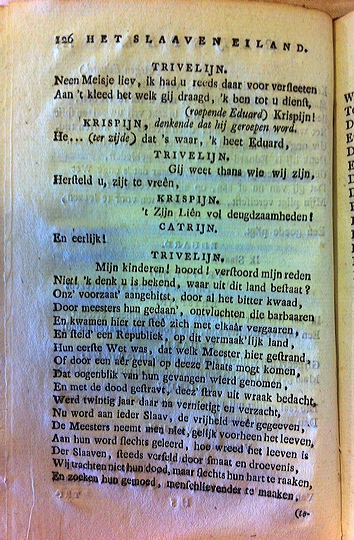 126 HET SLAAVEN EILAND.
TRIVELIJN.
Neen Meisje liev, ik had u reeds daar voor versleeten
Aan 't kleed het welk gij draagd, 'k ben tot u dienst,
(roepende Eduard) Krispijn!
KRISPIJN, denkende dat hij geroepen word.
He... (ter zijde) dat 's waar, 'k heet Eduard,
TRIVELIJN.
Gij weet thans wie wij zijn,
Hersteld u, zijt te vreên,
KRISPIJN.
't Zijn Liên vol deugdzaamheden!
CATRIJN.
En eerlijk!
TRIVELIJN.
Mijn kinderen! hoord! verstoord mijn reden
Niet! 'k denk u is bekend, waar uit dit land bestaat?
Onz' voorzaat' aangehitst, door al het bitter kwaad,
Door meesters hun gedaan', ontvluchten die barbaaren
En kwamen hier ter steê zich met elkaâr vergaaren,
En steld' een Republiek, op dit vermaak'lijk land,
Hun eerste Wet was, dat welk Meester hier gestrand,
Of door een aêr geval op deeze Plaats mogt komen,
Dat oogenblik van hun gevangen wierd genomen,
En met de dood gestravt, deez' strav uit wraak bedacht,
Werd twintig jaar daar na vernietigt en verzacht,
Nu word aan ieder Slaav, de vrijheid weêr gegeeven,
De Meesters neemt men niet, gelijk voorheen het leeven,
Aan hun word slechts geleerd, hoe wreed het leeven is
Der Slaaven, steeds verseld door smaat en droevenis,
Wij trachten niet hun dood, maar slechts hun hart te raaken,
En zoeken hun gemoed, menschlievender te maaken,